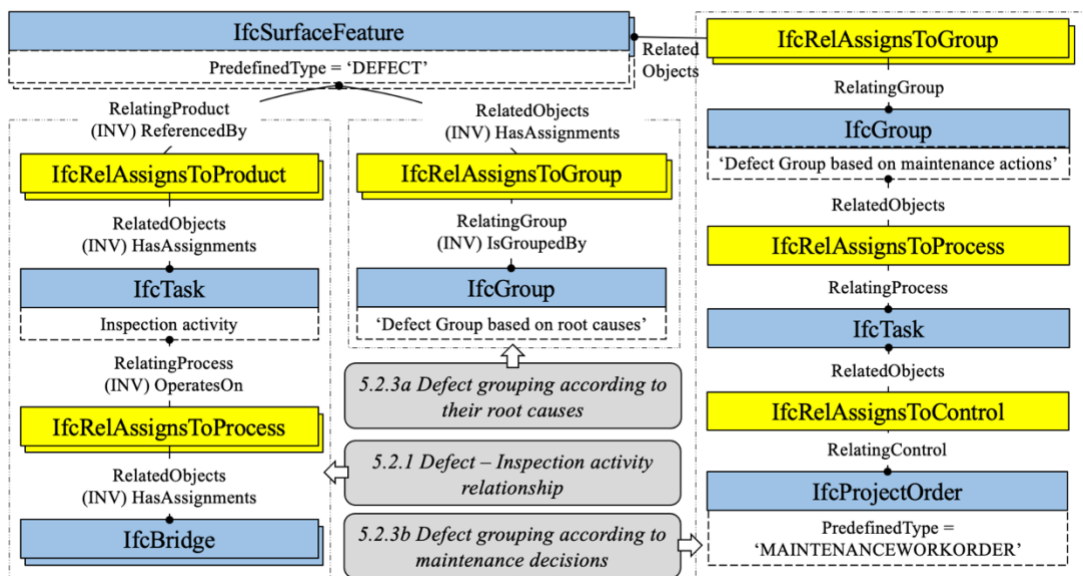 IfcSurfaceFeature
PredefinedType = ‘DEFECT’
RelatingProduct
(INV) ReferencedBy
IfcRelAssignsToProduct
RelatedObjects
(INV) HasAssignments
IfcTask
Inspection activity
RelatingProcess
(INV) OperatesOn
IfcRelAssignsToProcess
RelatedObjects
(INV) HasAssignments
IfcBridge
RelatedObjects
(INV) HasAssignments
IfcRelAssignsToGroup
RelatingGroup
(INV) IsGroupedBy
IfcGroup
‘Defect Group based on root causes’
5.2.3a Defect grouping according to
their root causes
5.2.1 Defect – Inspection activity
relationship
5.2.3b Defect grouping according to
maintenance decisions
Related
Objects
IfcRelAssignsToGroup
RelatingGroup
IfcGroup
‘Defect Group based on maintenance actions’
RelatedObjects
IfcRelAssignsToProcess
RelatingProcess
IfcTask
RelatedObjects
IfcRelAssignsToControl
RelatingControl
IfcProjectOrder
PredefinedType =
‘MAINTENANCEWORKORDER’